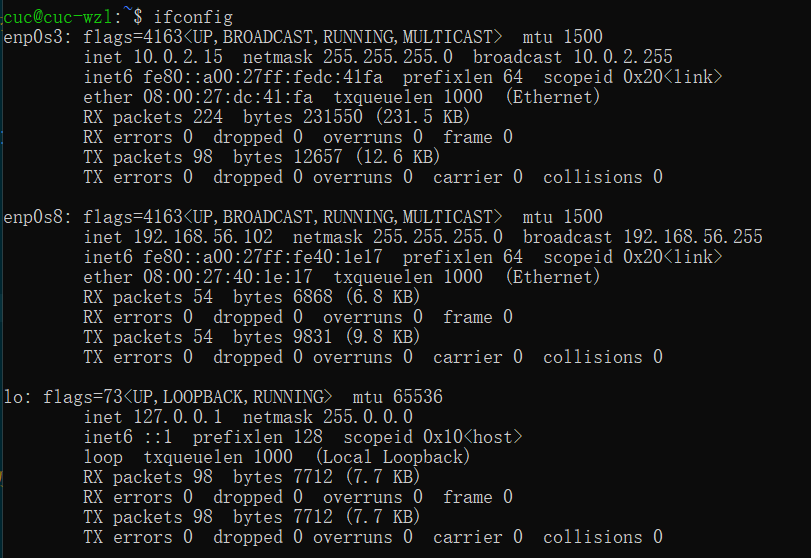 cuc@cuc-wzl:~$ ifconfig
enp0s3: flags=4163<UP,BROADCAST,RUNNING,MULTICAST>  mtu 1500
        inet 10.0.2.15  netmask 255.255.255.0  broadcast 10.0.2.255
        inet6 fe80::a00:27ff:fedc:41fa  prefixlen 64  scopeid 0x20<link>
        ether 08:00:27:dc:41:fa  txqueuelen 1000  (Ethernet)
        RX packets 224  bytes 231550 (231.5 KB)
        RX errors 0  dropped 0  overruns 0  frame 0
        TX packets 98  bytes 12657 (12.6 KB)
        TX errors 0  dropped 0 overruns 0  carrier 0  collisions 0
enp0s8: flags=4163<UP,BROADCAST,RUNNING,MULTICAST>  mtu 1500
        inet 192.168.56.102  netmask 255.255.255.0  broadcast 192.168.56.255
        inet6 fe80::a00:27ff:fe40:1e17  prefixlen 64  scopeid 0x20<link>
        ether 08:00:27:40:1e:17  txqueuelen 1000  (Ethernet)
        RX packets 54  bytes 6868 (6.8 KB)
        RX errors 0  dropped 0  overruns 0  frame 0
        TX packets 54  bytes 9831 (9.8 KB)
        TX errors 0  dropped 0 overruns 0  carrier 0  collisions 0
lo: flags=73<UP,LOOPBACK,RUNNING>  mtu 65536
        inet 127.0.0.1  netmask 255.0.0.0
        inet6 ::1  prefixlen 128  scopeid 0x10<host>
        loop  txqueuelen 1000  (Local Loopback)
        RX packets 98  bytes 7712 (7.7 KB)
        RX errors 0  dropped 0  overruns 0  frame 0
        TX packets 98  bytes 7712 (7.7 KB)
        TX errors 0  dropped 0 overruns 0  carrier 0  collisions 0